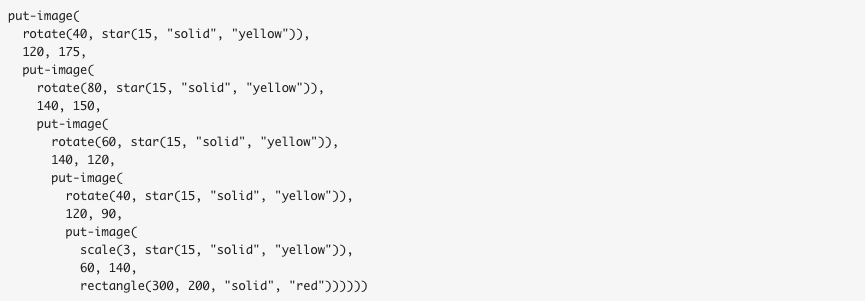 put-image(
rotate(40, star(15, "solid", "yellow")),
120, 175,
put-image(
rotate(80, star(15, "solid", "yellow")),
140, 150,
put-image(
rotate(60, star(15, "solid", "yellow")),
140, 120,
put-image(
rotate(40, star(15, "solid", "yellow")),
120, 90,
put-image(
scale(3, star(15, "solid", "yellow")),
60, 140,
rectangle(300, 200, "solid", "red"))))))